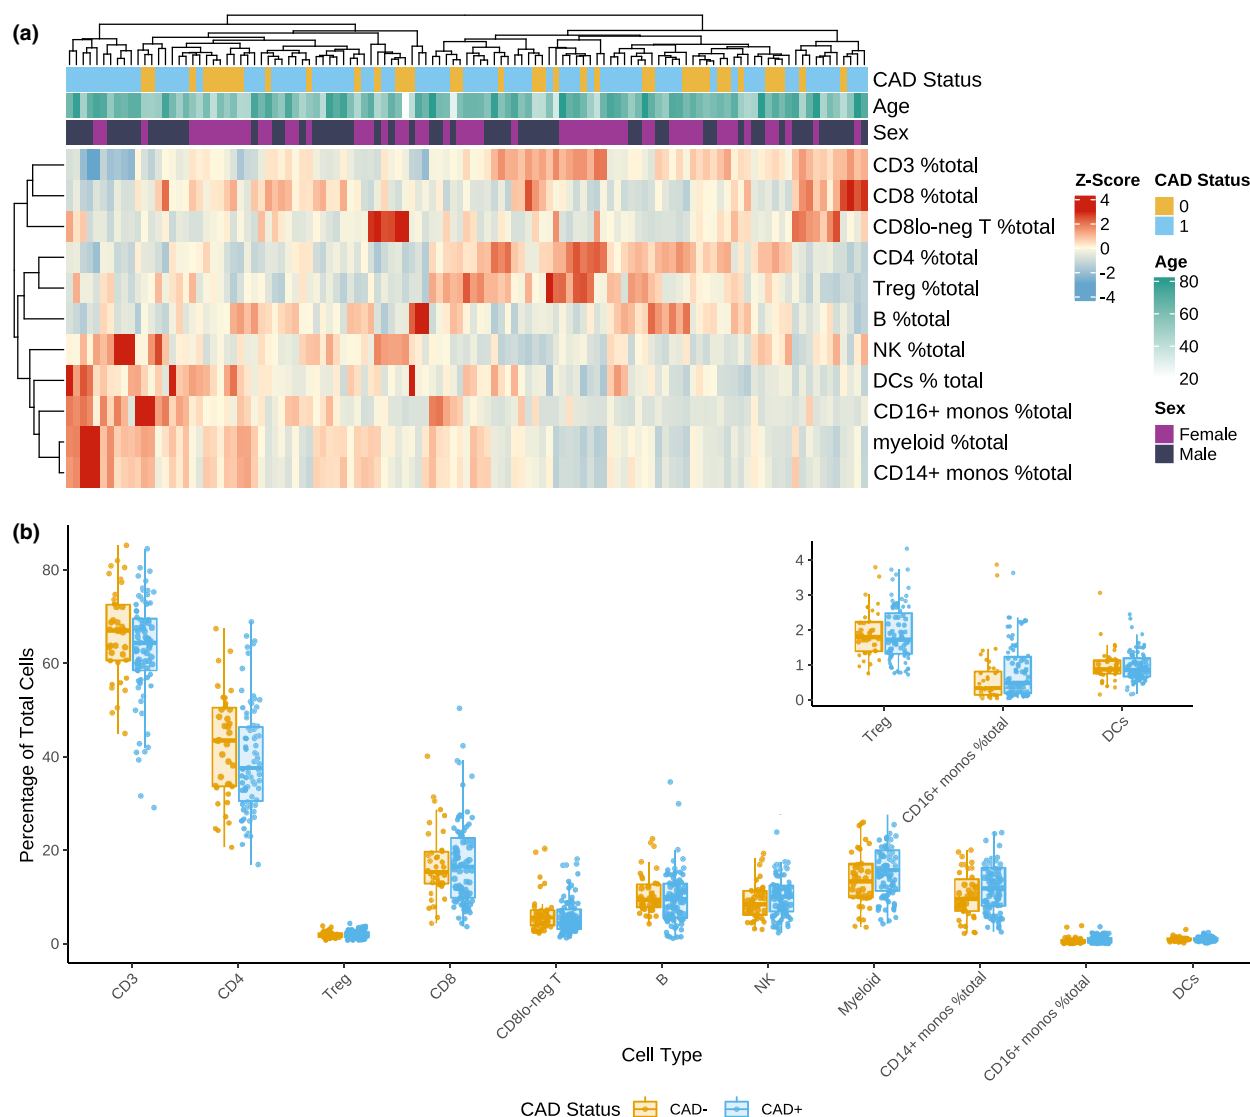 (a)
CAD Status
Age
Sex
CD3 %total
CD8 %total
CD8lo-neg T %total
CD4 %total
Treg %total
B %total
NK %total
DCs % total
CD16+ monos %total
myeloid %total
CD14+ monos %total
Z-Score
4
2
0
-2
-4
CAD Status
0
1
Age
80
60
40
20
Sex
Female
Male
(b)
Percentage of Total Cells
80
60
40
20
0
4
3
2
1
0
Treg
CD16+ monos %total
DCs
CD3
CD4
Treg
CD8
CD8lo-neg T
B
NK
Myeloid
CD14+ monos %total
CD16+ monos %total
DCs
Cell Type
CAD Status
CAD-
CAD+